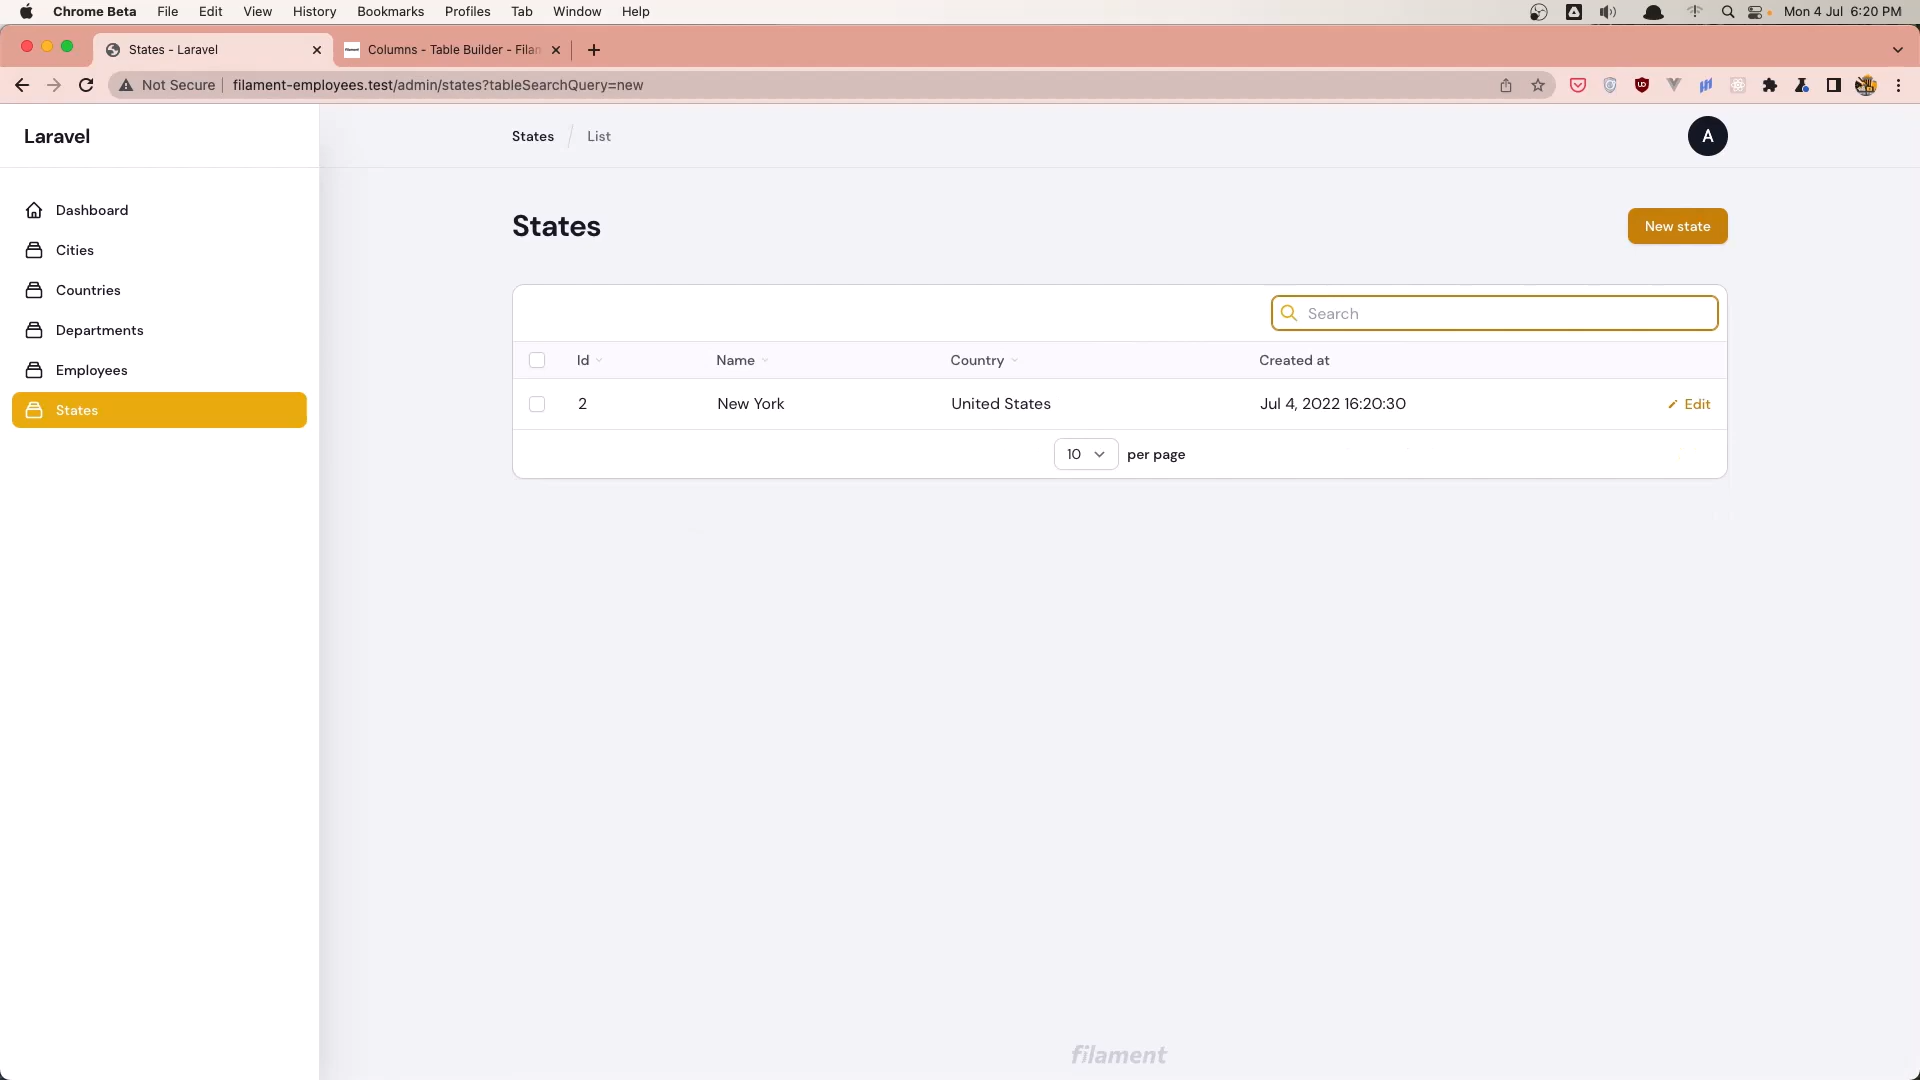 Chrome Beta File Edit View History Bookmarks Profiles Tab Window Help Mon 4 Jul 6:20 PM
States - Laravel Columns - Table Builder - Filam
Not Secure filament-employees.test/admin/states?tableSearchQuery=new
Laravel
States List
A
Dashboard
Cities
Countries
Departments
Employees
States
States
New state
Search
Id Name Country Created at
2 New York United States Jul 4, 2022 16:20:30 Edit
10 per page
filament